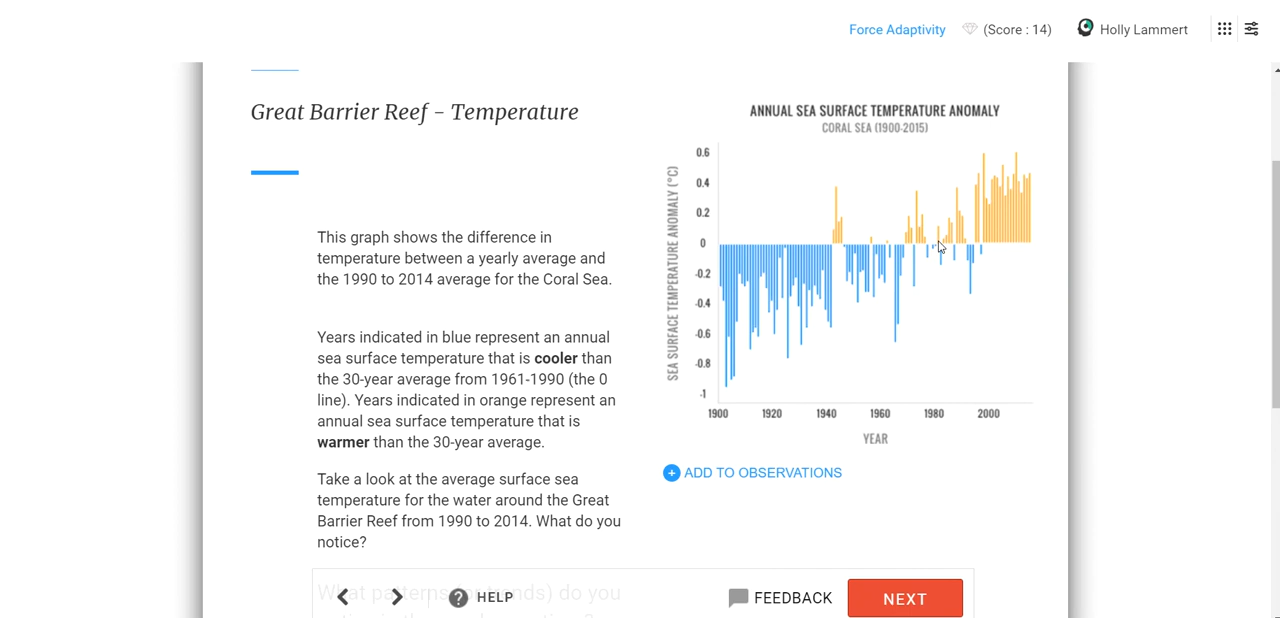 Force Adaptivity (Score : 14) Holly Lammert
Great Barrier Reef - Temperature
This graph shows the difference in
temperature between a yearly average and
the 1990 to 2014 average for the Coral Sea.
Years indicated in blue represent an annual
sea surface temperature that is cooler than
the 30-year average from 1961-1990 (the 0
line). Years indicated in orange represent an
annual sea surface temperature that is
warmer than the 30-year average.
Take a look at the average surface sea
temperature for the water around the Great
Barrier Reef from 1990 to 2014. What do you
notice?
ANNUAL SEA SURFACE TEMPERATURE ANOMALY
CORAL SEA (1900-2015)
SEA SURFACE TEMPERATURE ANOMALY (°C)
0.6
0.4
0.2
0
-0.2
-0.4
-0.6
-0.8
-1
1900 1920 1940 1960 1980 2000
YEAR
+ ADD TO OBSERVATIONS
What patterns (or trends) do you
? HELP
FEEDBACK
NEXT